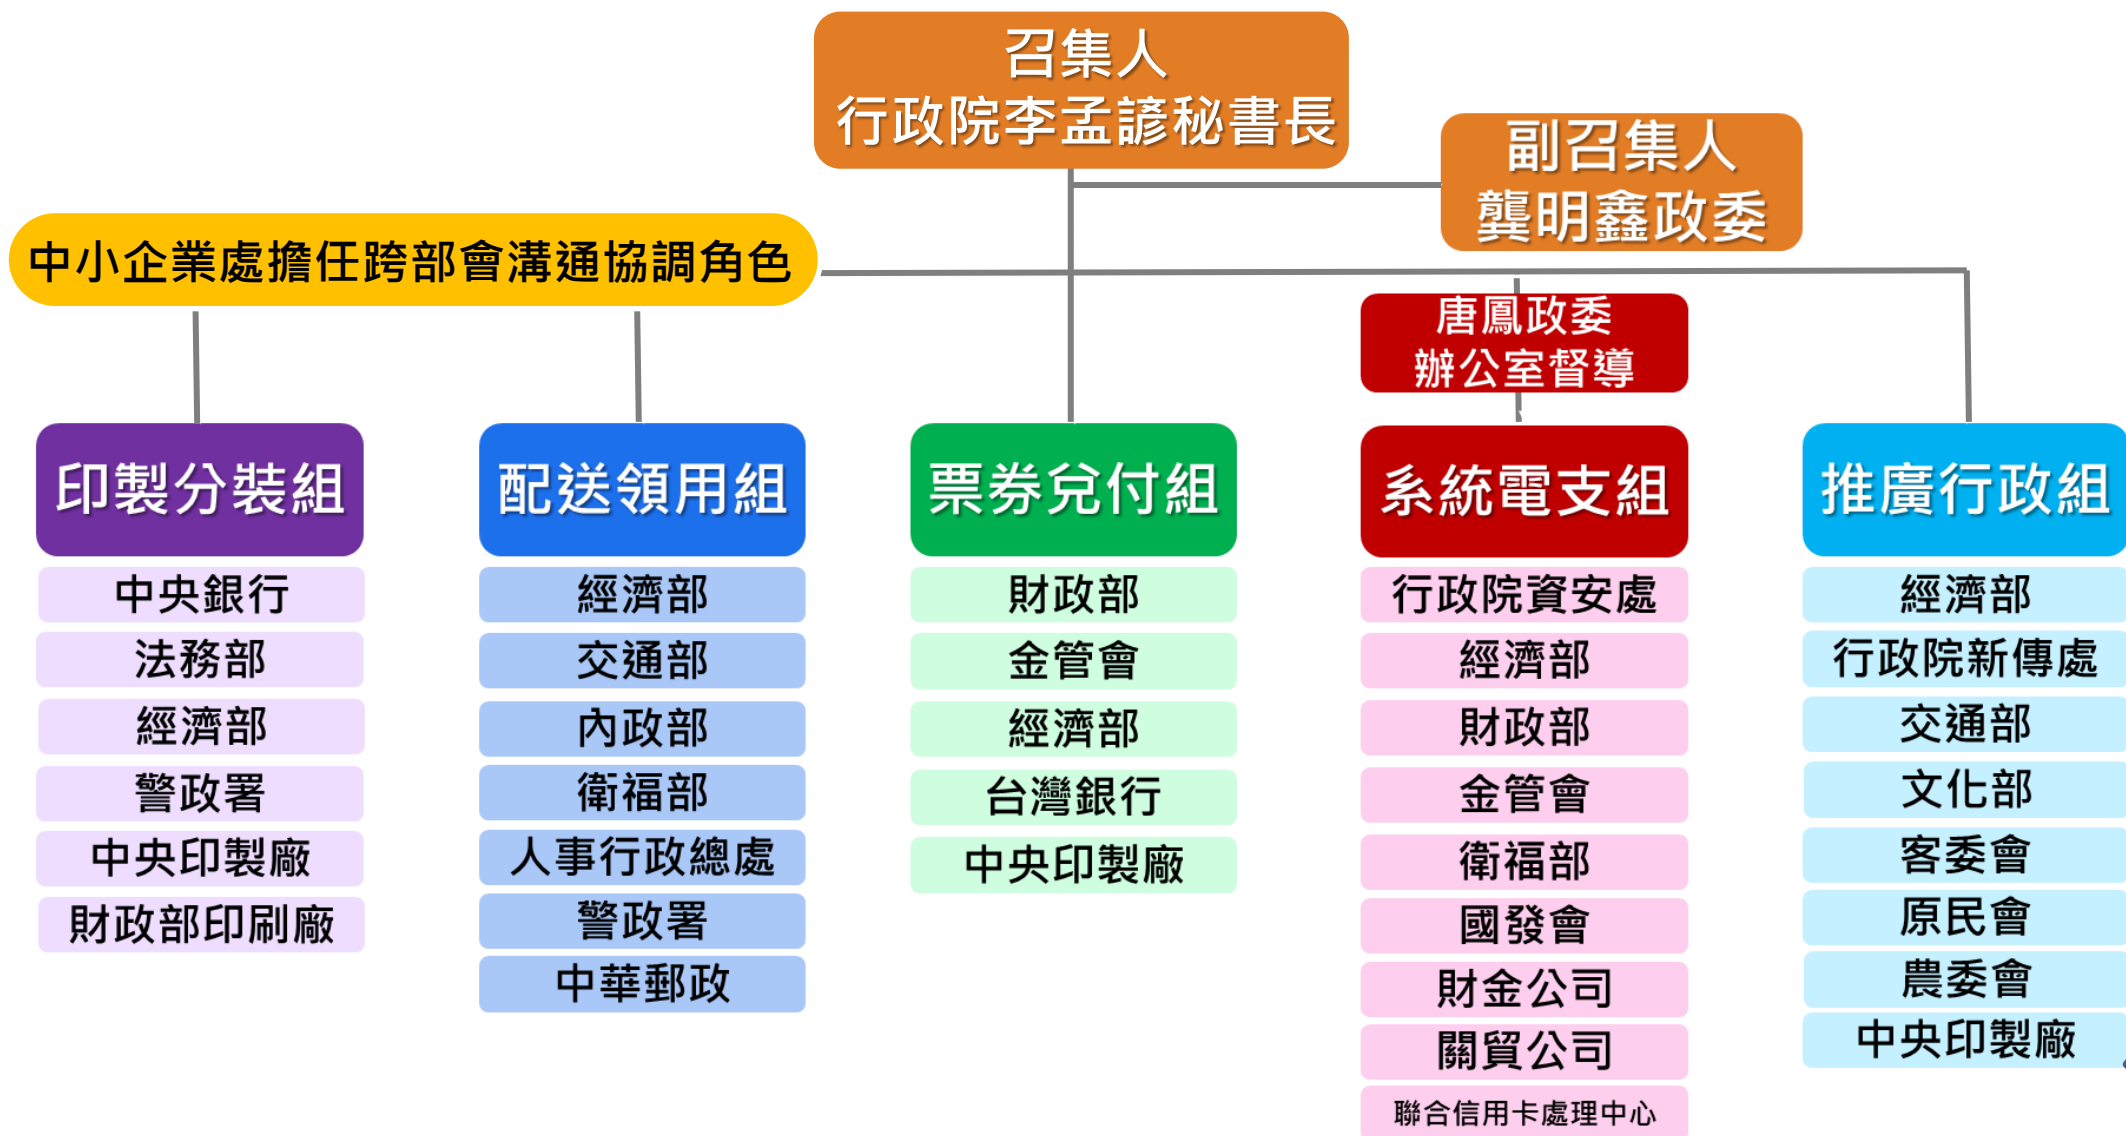 召集人
行政院李孟諺秘書長
副召集人
龔明鑫政委
中小企業處擔任跨部會溝通協調角色
唐鳳政委
辦公室督導
印製分裝組
中央銀行
法務部
經濟部
警政署
中央印製廠
財政部印刷廠
配送領用組
經濟部
交通部
內政部
衛福部
人事行政總處
警政署
中華郵政
票券兌付組
財政部
金管會
經濟部
台灣銀行
中央印製廠
系統電支組
行政院資安處
經濟部
財政部
金管會
衛福部
國發會
財金公司
關貿公司
聯合信用卡處理中心
推廣行政組
經濟部
行政院新傳處
交通部
文化部
客委會
原民會
農委會
中央印製廠